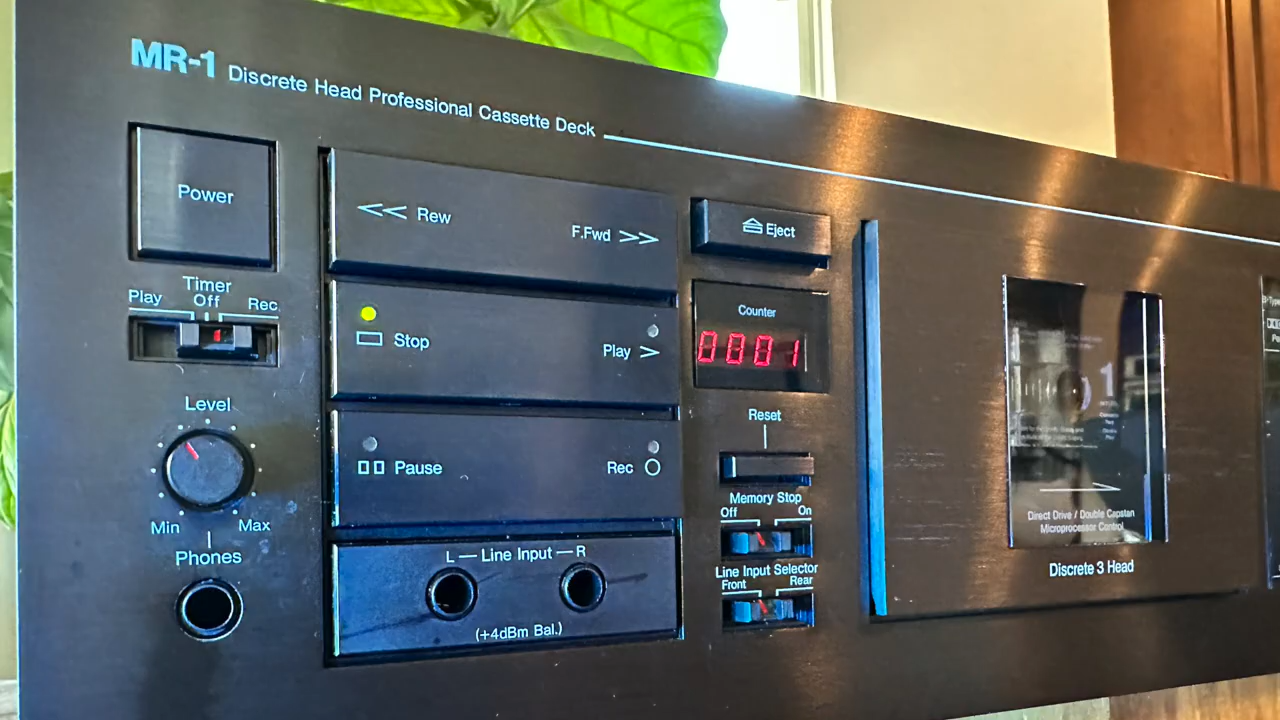 MR-1 Discrete Head Professional Cassette Deck
Power
<< Rew
F.Fwd >>
Eject
Timer
Play Off Rec
Counter
0001
Stop
Play >
Reset
Level
Pause
Rec
Min Max
Memory Stop
Off On
Phones
L — Line Input — R
(+4dBm Bal.)
Line Input Selector
Front Rear
1
Direct Drive / Double Capstan
Microprocessor Control
Discrete 3 Head